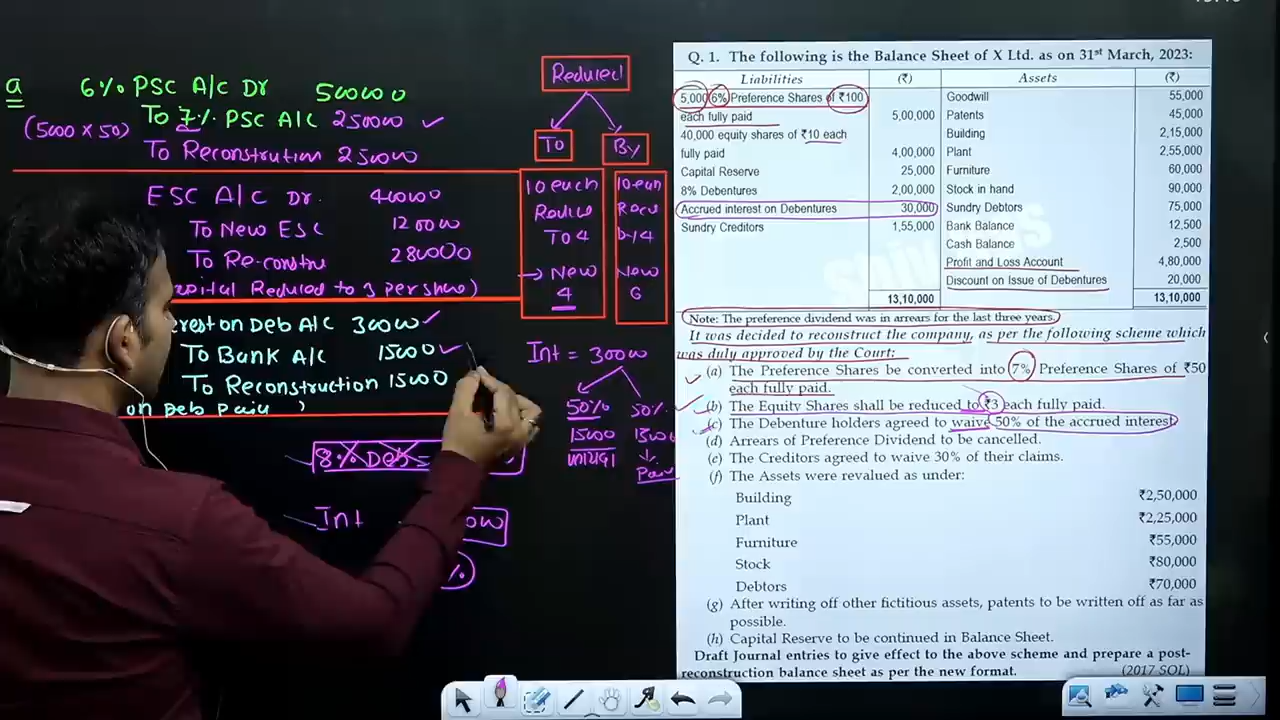 a 6% PSC A/c Dr 500000
To 7% PSC A/c 250000
(5000 x 50)
To Reconstrution 250000
ESC A/c Dr. 400000
To New ESC 120000
To Re-constru 280000
Capital Reduced to 3 per share)
erest on Deb A/c 30000
To Bank A/c 15000
To Reconstruction 15000
on Deb paid )
8% Deb =
Int
Reduced
To By
10 each
Reduce
To 4
New
4
10 each
Redu
by 4
New
6
Int = 30000
50% 50%
15000 15000
Paid
Q. 1. The following is the Balance Sheet of X Ltd. as on 31st March, 2023:
Liabilities (₹) Assets (₹)
5,000 6% Preference Shares of ₹100 Goodwill 55,000
each fully paid 5,00,000 Patents 45,000
40,000 equity shares of ₹10 each Building 2,15,000
fully paid 4,00,000 Plant 2,55,000
Capital Reserve 25,000 Furniture 60,000
8% Debentures 2,00,000 Stock in hand 90,000
Accrued interest on Debentures 30,000 Sundry Debtors 75,000
Sundry Creditors 1,55,000 Bank Balance 12,500
Cash Balance 2,500
Profit and Loss Account 4,80,000
Discount on Issue of Debentures 20,000
13,10,000 13,10,000
Note: The preference dividend was in arrears for the last three years.
It was decided to reconstruct the company, as per the following scheme which
was duly approved by the Court:
(a) The Preference Shares be converted into 7% Preference Shares of ₹50
each fully paid.
(b) The Equity Shares shall be reduced to ₹3 each fully paid.
(c) The Debenture holders agreed to waive 50% of the accrued interest.
(d) Arrears of Preference Dividend to be cancelled.
(e) The Creditors agreed to waive 30% of their claims.
(f) The Assets were revalued as under:
Building ₹2,50,000
Plant ₹2,25,000
Furniture ₹55,000
Stock ₹80,000
Debtors ₹70,000
(g) After writing off other fictitious assets, patents to be written off as far as
possible.
(h) Capital Reserve to be continued in Balance Sheet.
Draft Journal entries to give effect to the above scheme and prepare a post-
reconstruction balance sheet as per the new format. (2017 SOL)